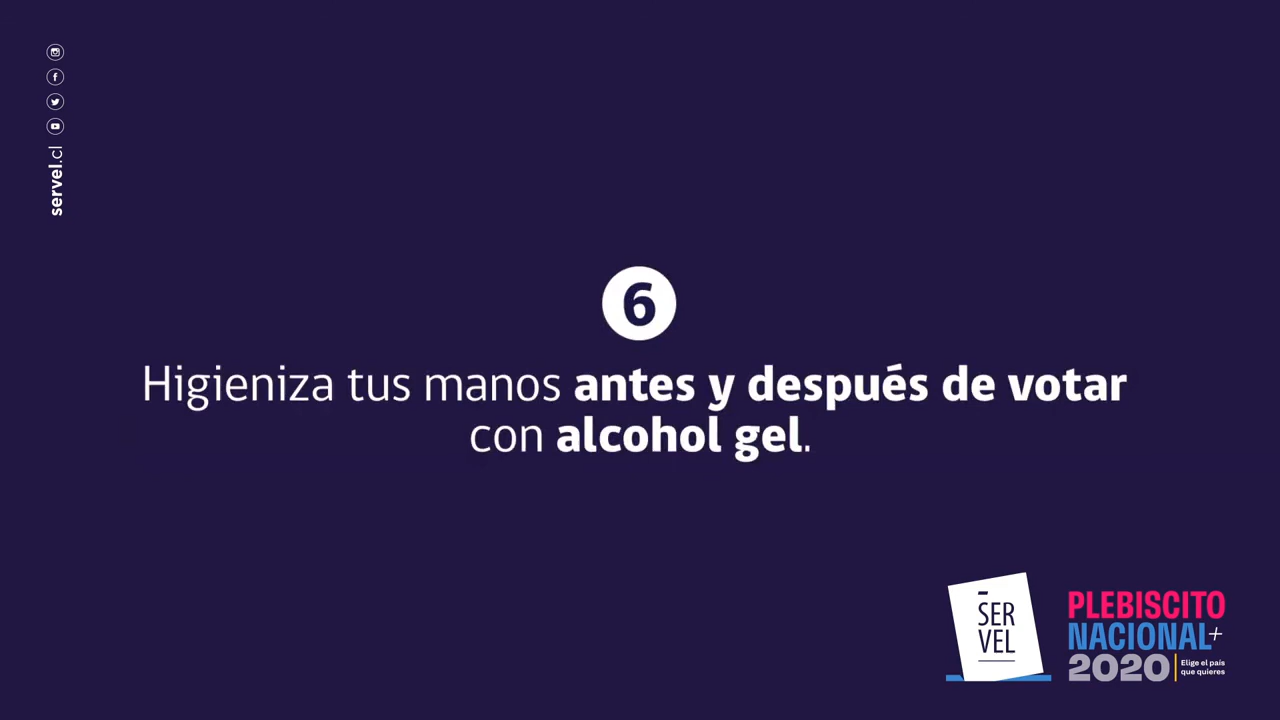 servel.cl
6
Higieniza tus manos antes y después de votar
con alcohol gel.
SER
VEL
PLEBISCITO
NACIONAL+
2020
Elige el país
que quieres